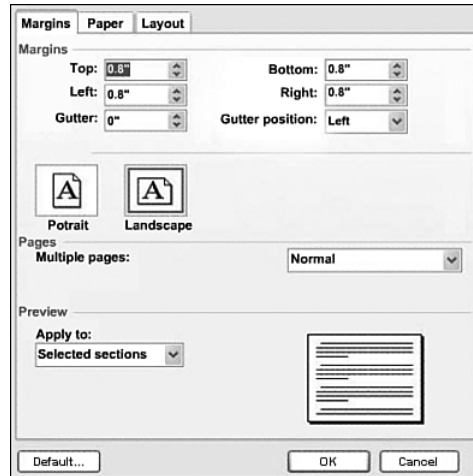 Margins Paper Layout
Margins
Top: 0.8" Bottom: 0.8"
Left: 0.8" Right: 0.8"
Gutter: 0" Gutter position: Left
A A
Potrait Landscape
Pages
Multiple pages: Normal
Preview
Apply to:
Selected sections
Default... OK Cancel